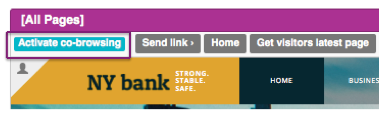 [All Pages]
Activate co-browsing Send link › Home Get visitors latest page
NY bank STRONG. STABLE. SAFE. HOME BUSINES